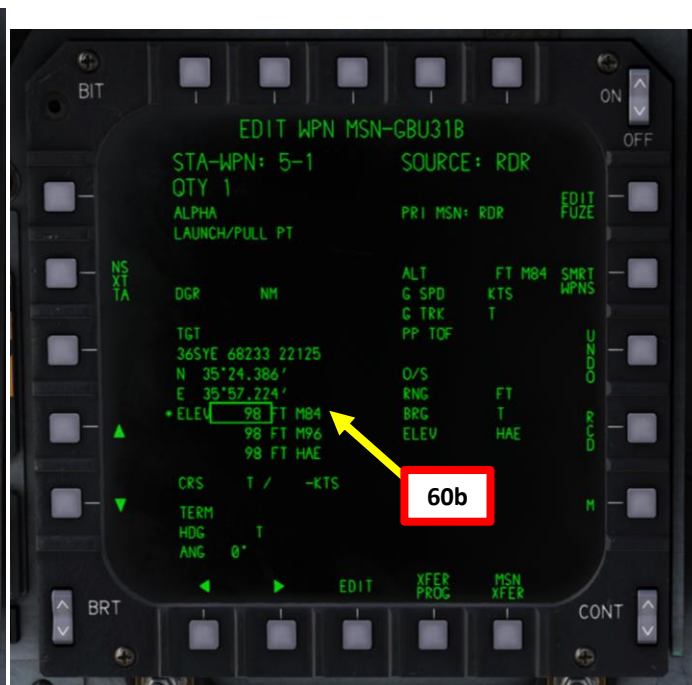 BIT
ON
OFF
EDIT WPN MSN-GBU31B
STA-WPN: 5-1 SOURCE: RDR
QTY 1
EDIT
FUZE
ALPHA PRI MSN: RDR
LAUNCH/PULL PT
NS
XT
TA
ALT FT M84
SMRT
WPNS
DGR NM G SPD KTS
G TRK T
TGT PP TOF
UNDO
36SYE 68233 22125
N 35°24.386′ O/S
E 35°57.224′ RNG FT
*ELEV 98 FT M84 BRG T
RCD
98 FT M96 ELEV HAE
98 FT HAE
60b
CRS T / -KTS
M
TERM
HDG T
ANG 0°
EDIT
XFER
PROG
MSN
XFER
BRT
CONT